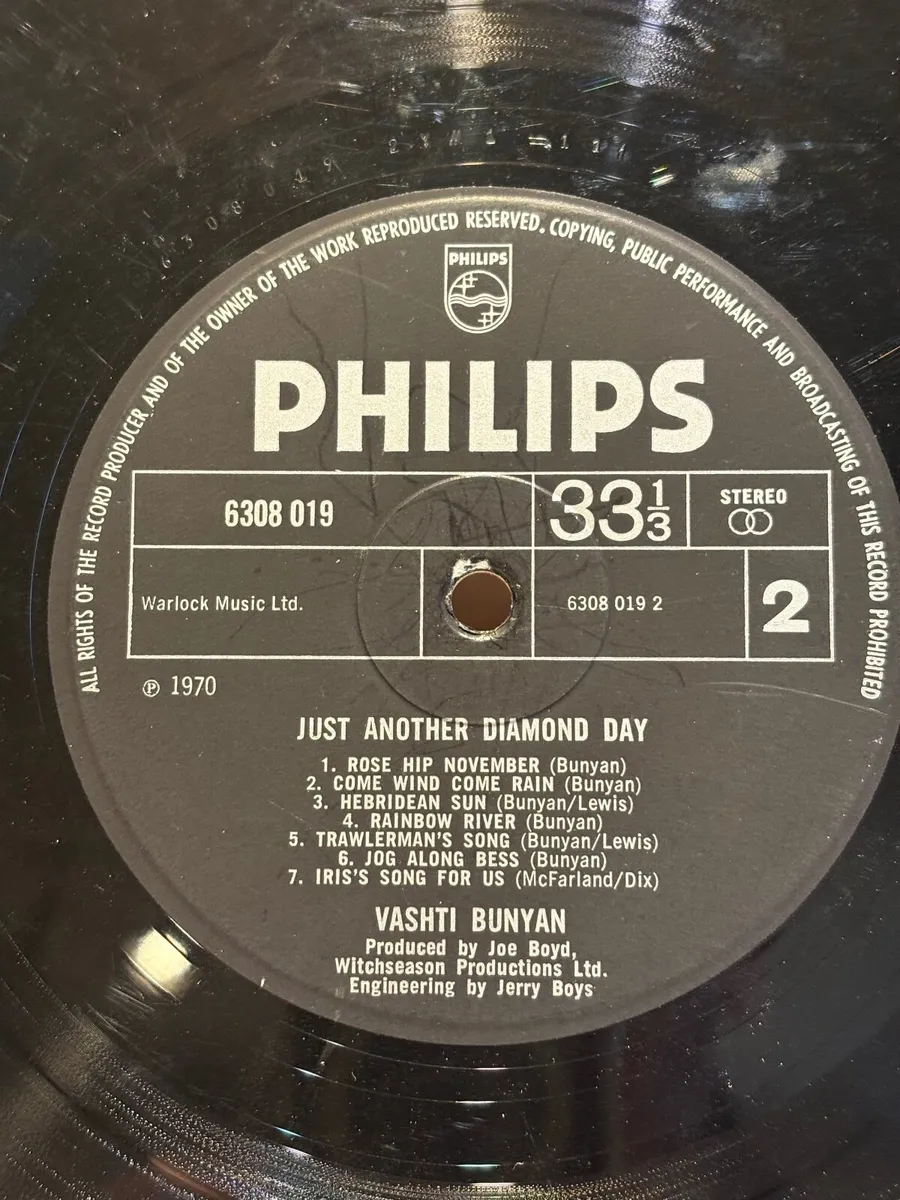 6308019 2
ALL RIGHTS OF THE RECORD PRODUCER AND OF THE OWNER OF THE WORK REPRODUCED RESERVED. COPYING, PUBLIC PERFORMANCE AND BROADCASTING OF THIS RECORD PROHIBITED
PHILIPS
PHILIPS
6308 019
33 1/3
STEREO
Warlock Music Ltd.
6308 019 2
2
Ⓟ 1970
JUST ANOTHER DIAMOND DAY
1. ROSE HIP NOVEMBER (Bunyan)
2. COME WIND COME RAIN (Bunyan)
3. HEBRIDEAN SUN (Bunyan/Lewis)
4. RAINBOW RIVER (Bunyan)
5. TRAWLERMAN'S SONG (Bunyan/Lewis)
6. JOG ALONG BESS (Bunyan)
7. IRIS'S SONG FOR US (McFarland/Dix)
VASHTI BUNYAN
Produced by Joe Boyd,
Witchseason Productions Ltd.
Engineering by Jerry Boys